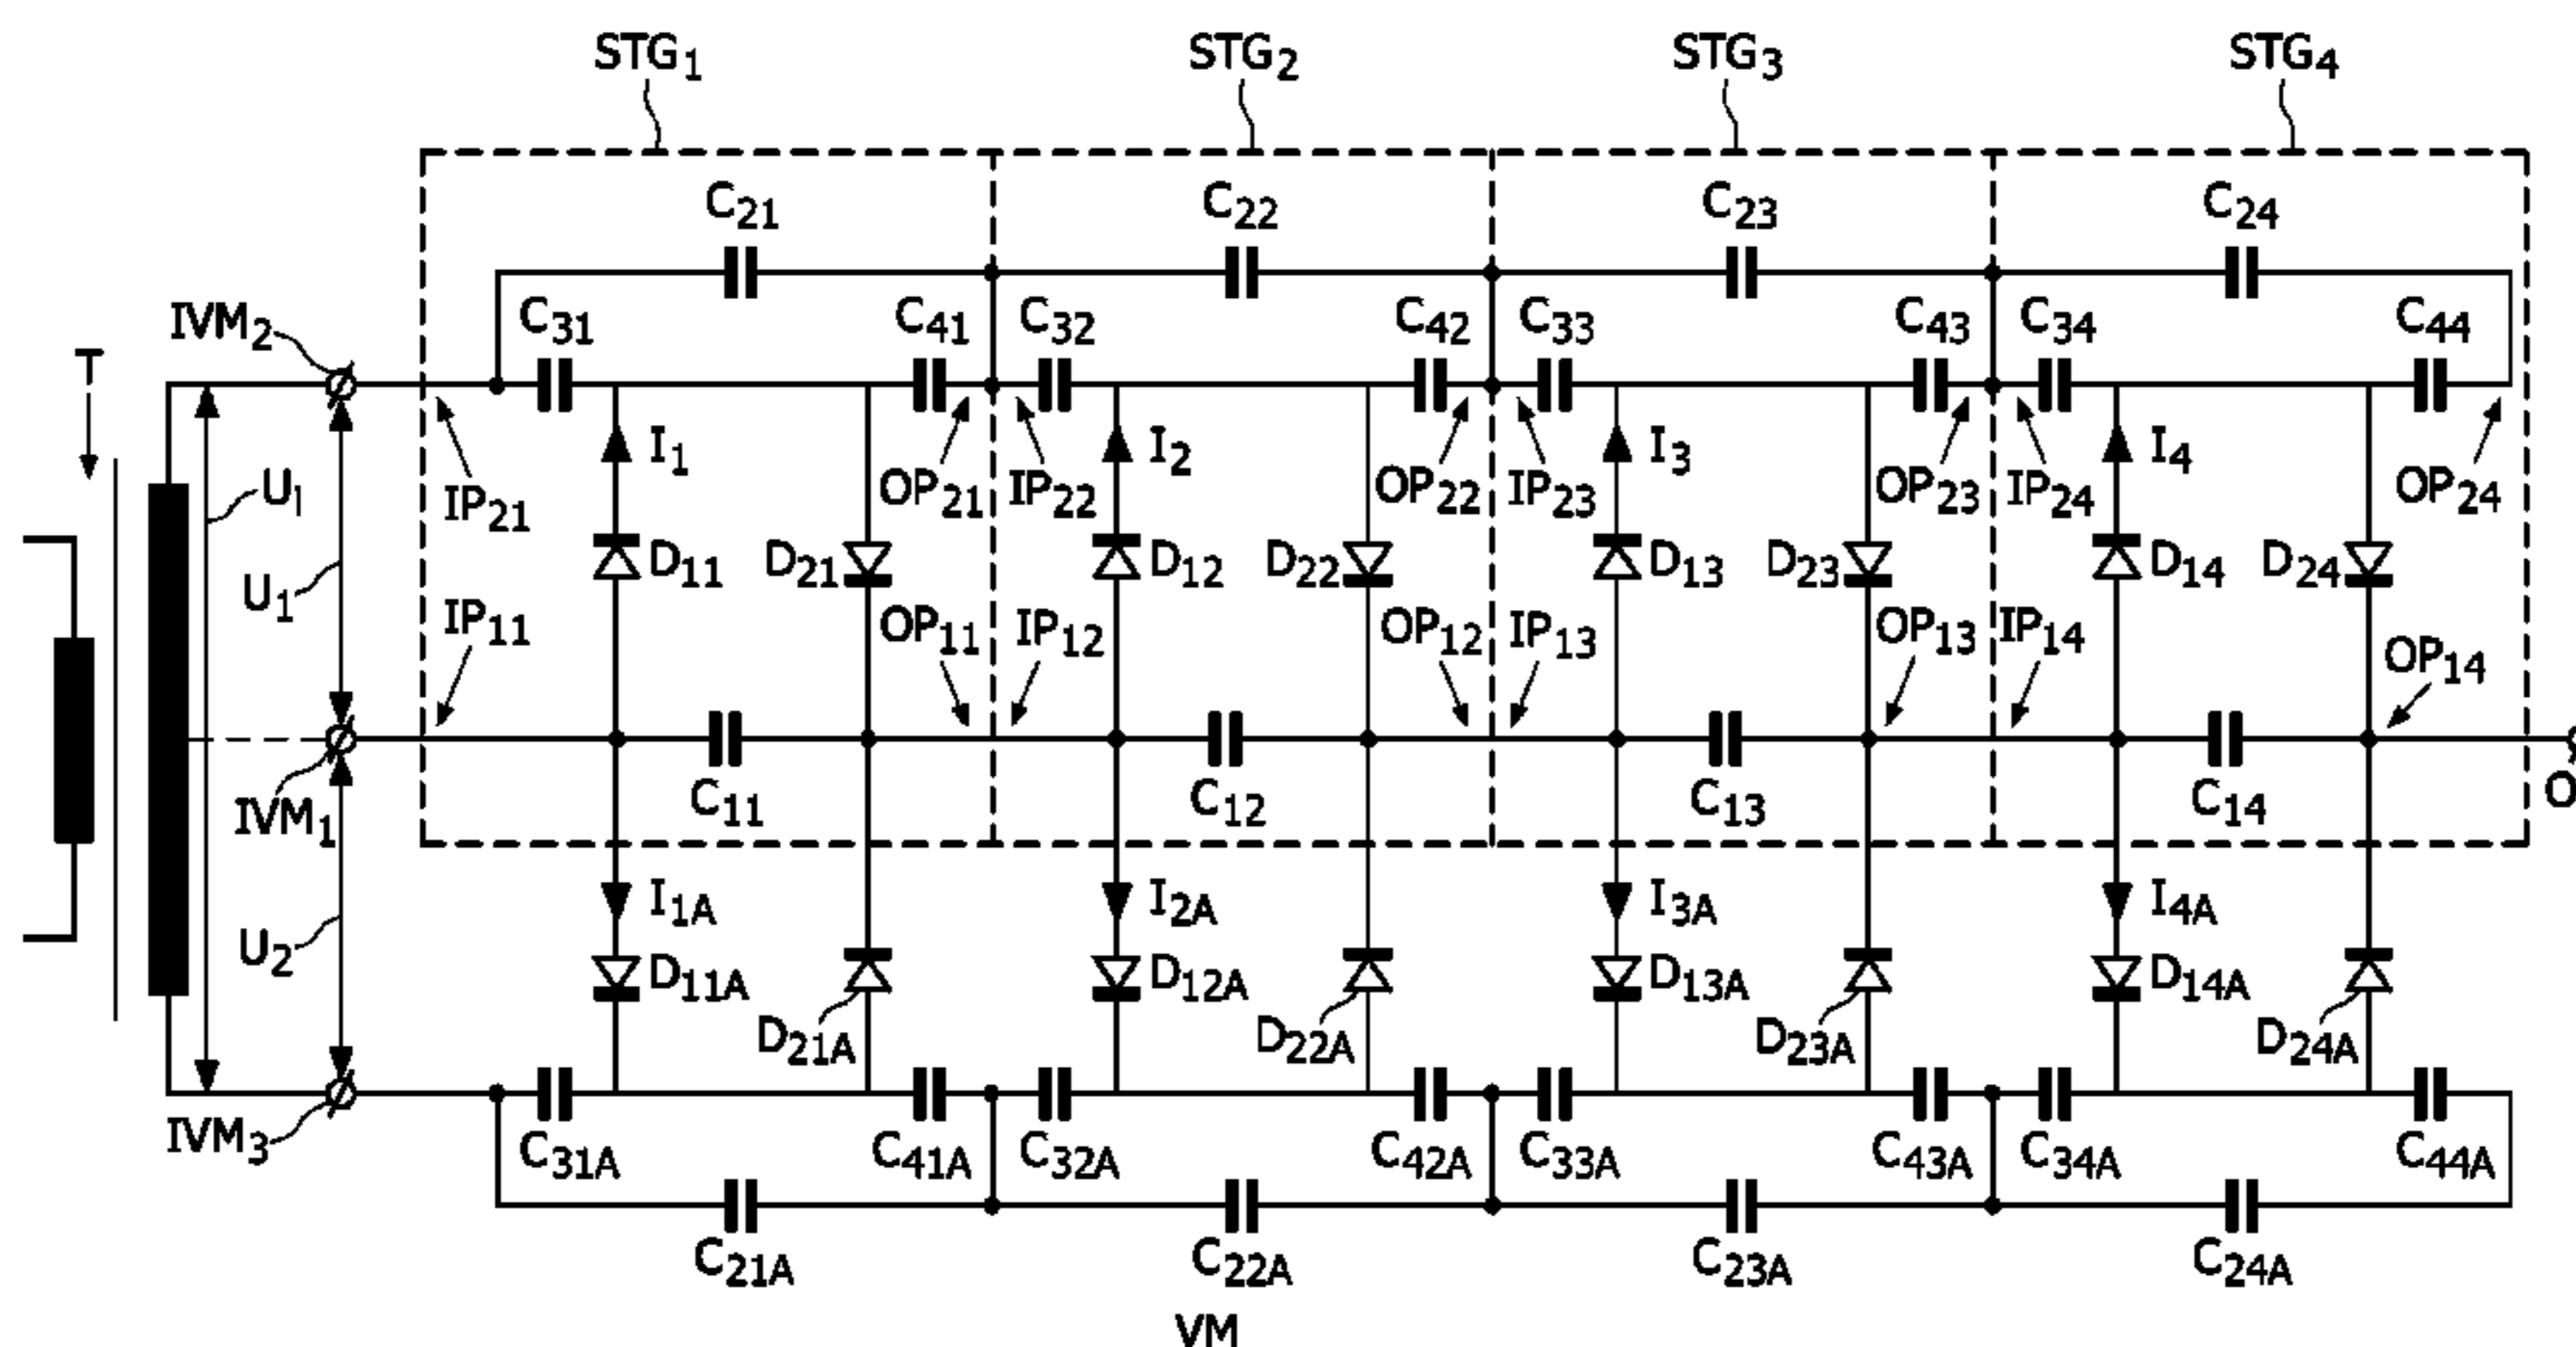 STG1 STG2 STG3 STG4
C21 C22 C23 C24
IVM2 C31 C41 C32 C42 C33 C43 C34 C44
T
I1 I2 I3 I4
UI IP21 OP21 IP22 OP22 IP23 OP23 IP24 OP24
D11 D21 D12 D22 D13 D23 D14 D24
U1 IP11 OP11 IP12 OP12 IP13 OP13 IP14 OP14
IVM1 C11 C12 C13 C14 O
I1A I2A I3A I4A
U2 D11A D12A D13A D14A
D21A D22A D23A D24A
IVM3 C31A C41A C32A C42A C33A C43A C34A C44A
C21A C22A C23A C24A
VM